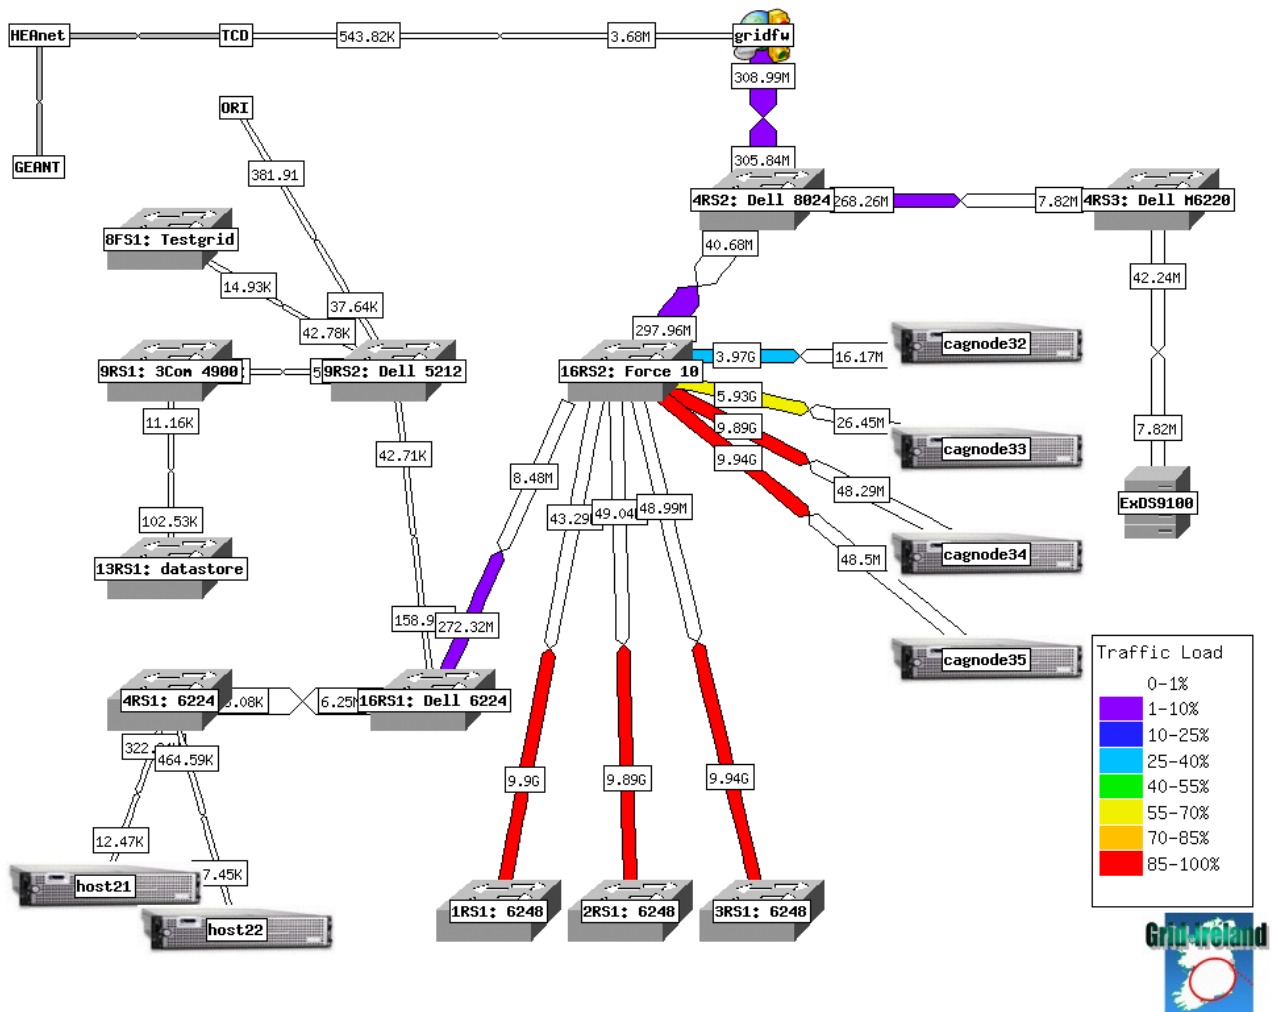 HEAnet
TCD
543.82K
3.68M
gridfw
308.99M
ORI
GEANT
305.84M
381.91
4RS2: Dell 8024
268.26M
7.82M
4RS3: Dell M6220
8FS1: Testgrid
40.68M
14.93K
42.24M
37.64K
42.78K
297.96M
9RS1: 3Com 4900
9RS2: Dell 5212
16RS2: Force 10
3.97G
16.17M
cagnode32
5.93G
26.45M
11.16K
9.89G
7.82M
cagnode33
42.71K
9.94G
8.48M
48.29M
48.99M
ExDS9100
102.53K
48.5M
cagnode34
13RS1: datastore
272.32M
Traffic Load
0-1%
1-10%
10-25%
25-40%
40-55%
55-70%
70-85%
85-100%
cagnode35
4RS1: 6224
16RS1: Dell 6224
464.59K
9.9G
9.89G
9.94G
12.47K
7.45K
host21
host22
1RS1: 6248
2RS1: 6248
3RS1: 6248
Grid-Ireland